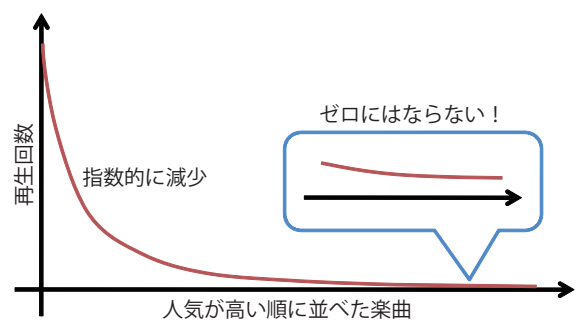 ゼロにはならない！
再生回数
指数的に減少
人気が高い順に並べた楽曲